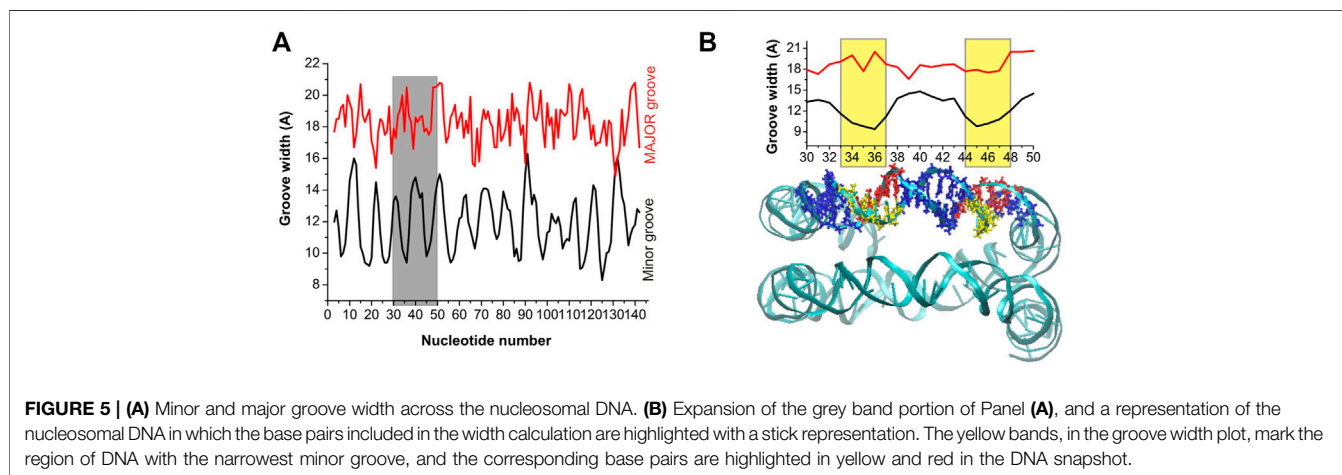 A
B
Groove width (A)
22
20
18
16
14
12
10
8
MAJOR groove
Minor groove
0 10 20 30 40 50 60 70 80 90 100 110 120 130 140
Nucleotide number
Groove width (A)
21
18
15
12
9
30 32 34 36 38 40 42 44 46 48 50
FIGURE 5 | (A) Minor and major groove width across the nucleosomal DNA. (B) Expansion of the grey band portion of Panel (A), and a representation of the
nucleosomal DNA in which the base pairs included in the width calculation are highlighted with a stick representation. The yellow bands, in the groove width plot, mark the
region of DNA with the narrowest minor groove, and the corresponding base pairs are highlighted in yellow and red in the DNA snapshot.